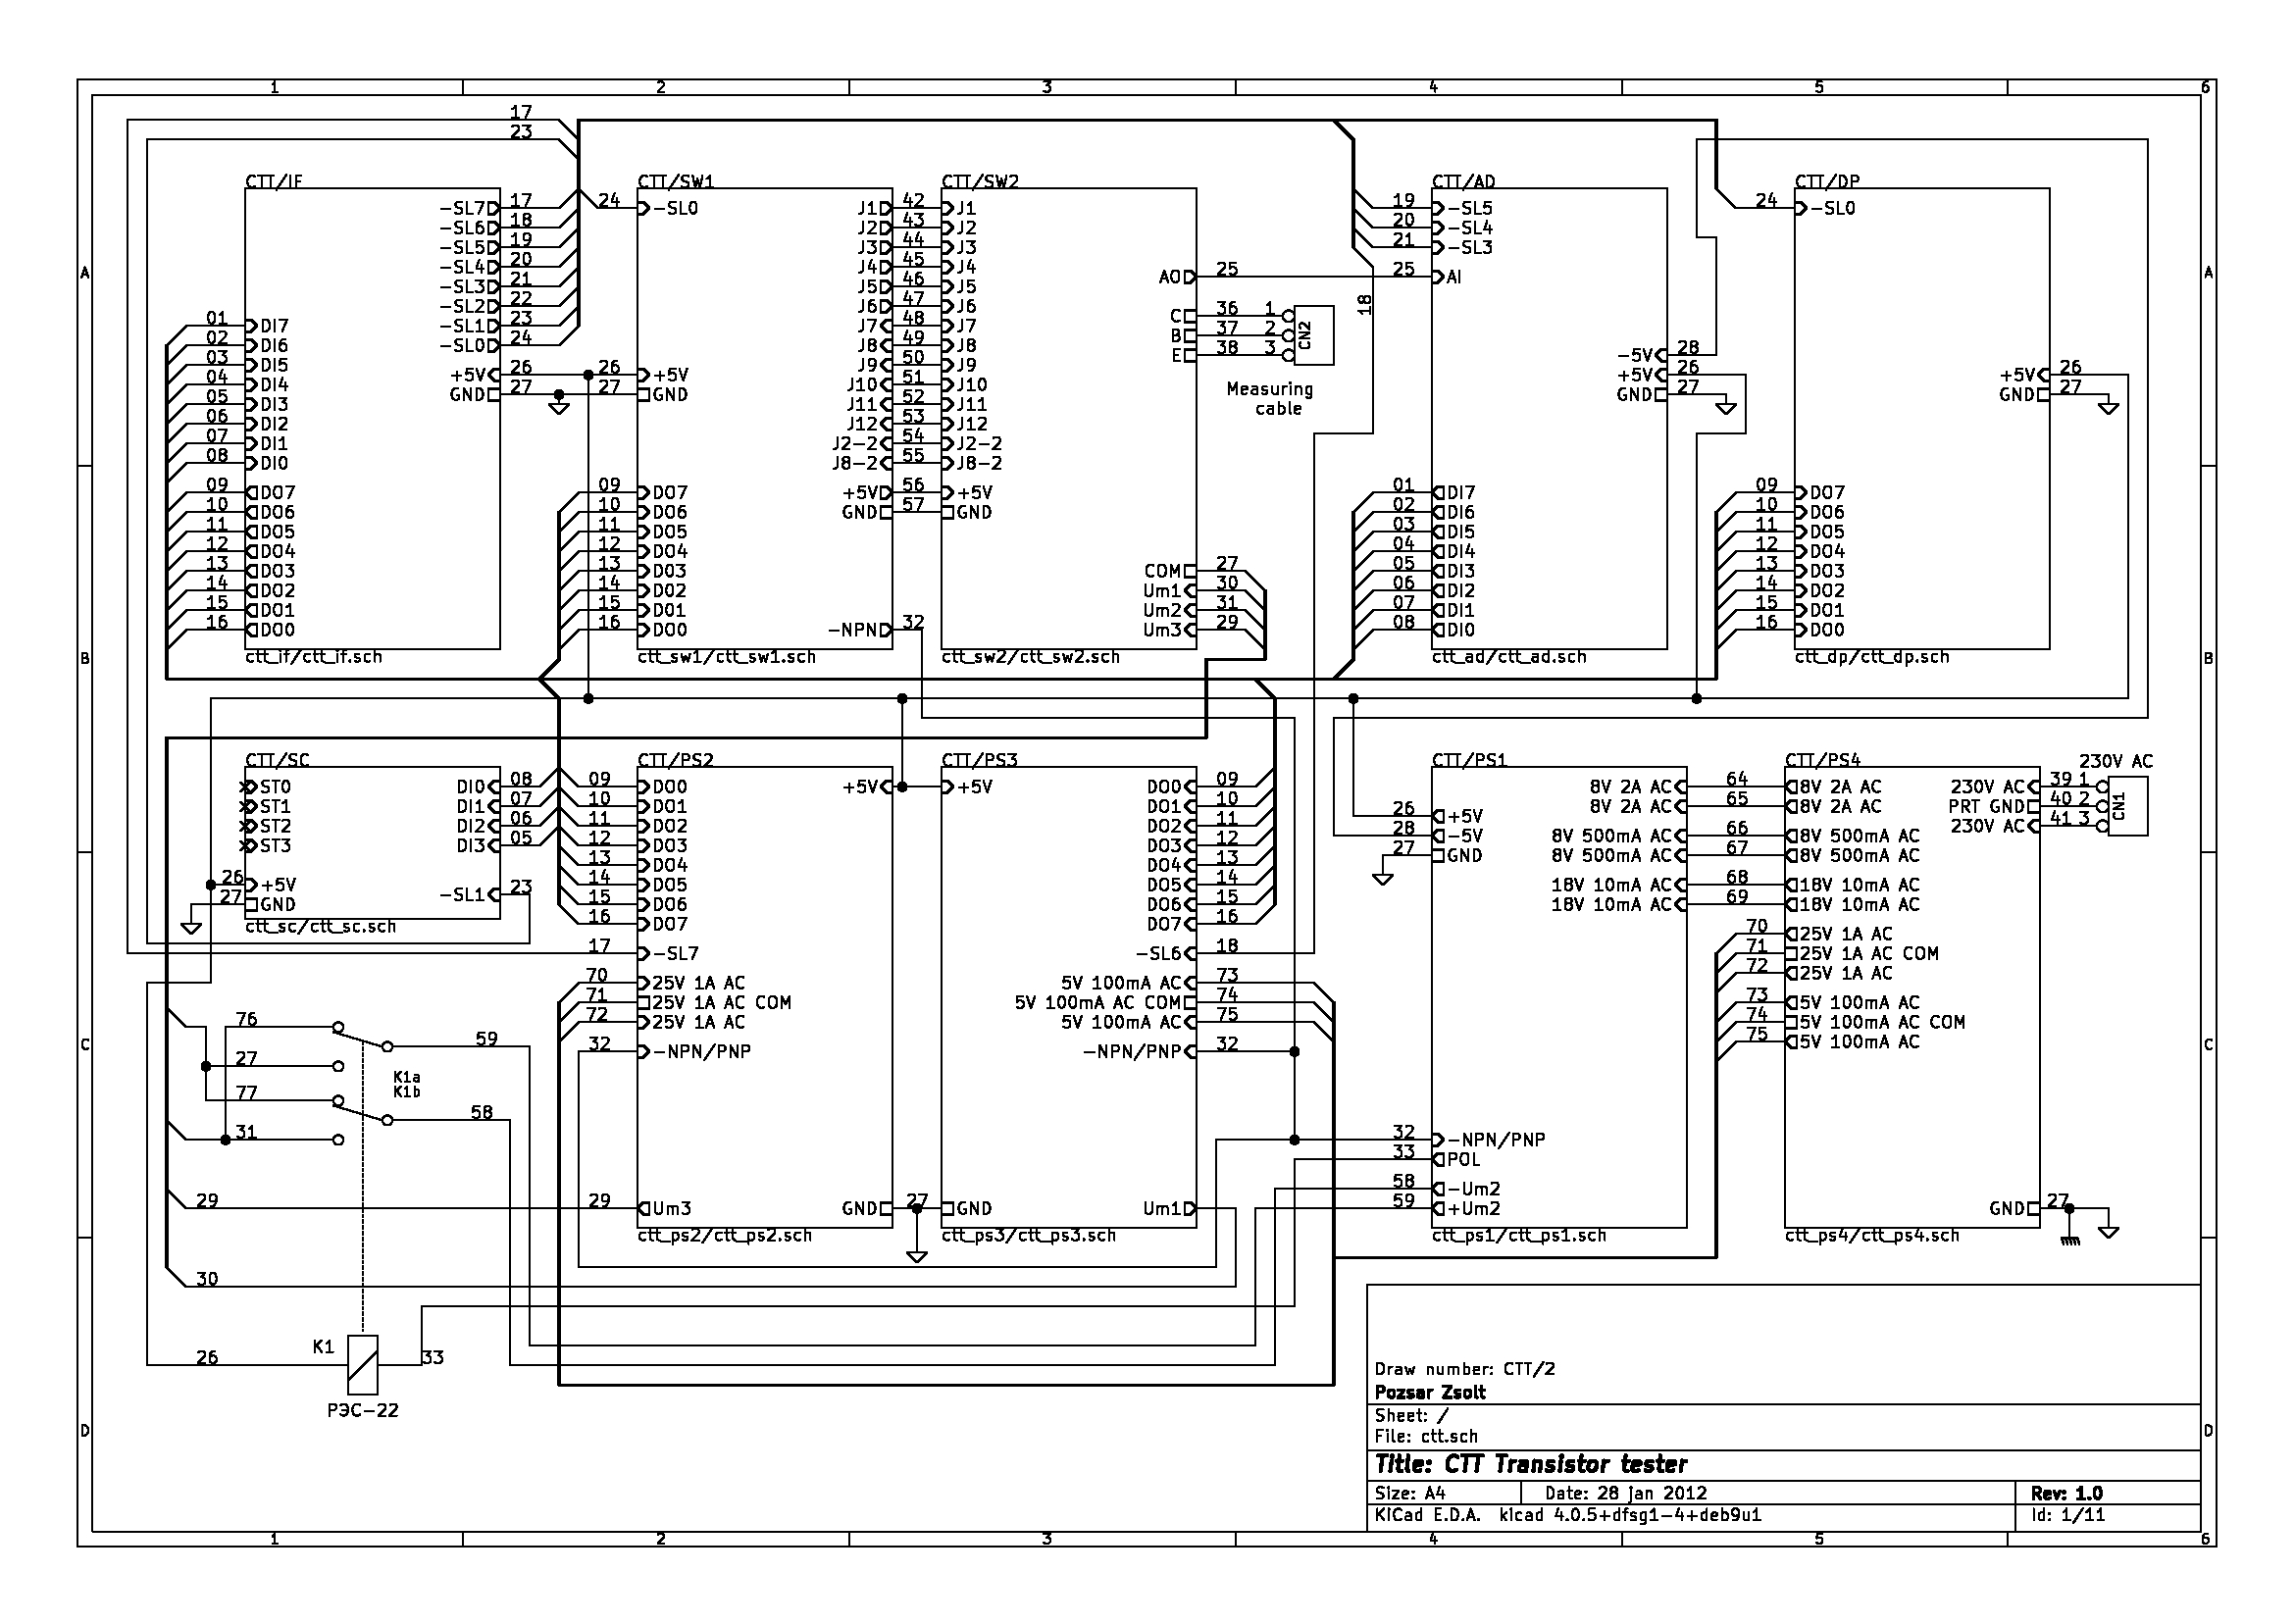 1 2 3 4 5 6
17
23
CTT/IF
-SL7 17
-SL6 18
-SL5 19
-SL4 20
-SL3 21
-SL2 22
-SL1 23
-SL0 24
+5V 26
GND 27
01 DI7
02 DI6
03 DI5
04 DI4
05 DI3
06 DI2
07 DI1
08 DI0
09 DO7
10 DO6
11 DO5
12 DO4
13 DO3
14 DO2
15 DO1
16 DO0
ctt_if/ctt_if.sch
CTT/SW1
24 -SL0
26 +5V
27 GND
09 DO7
10 DO6
11 DO5
12 DO4
13 DO3
14 DO2
15 DO1
16 DO0
J1 42 J1
J2 43 J2
J3 44 J3
J4 45 J4
J5 46 J5
J6 47 J6
J7 48 J7
J8 49 J8
J9 50 J9
J10 51 J10
J11 52 J11
J12 53 J12
J2-2 54 J2-2
J8-2 55 J8-2
+5V 56 +5V
GND 57 GND
-NPN 32
ctt_sw1/ctt_sw1.sch
CTT/SW2
AO 25
C 36 1
B 37 2
E 38 3
CN2
Measuring
cable
COM 27
Um1 30
Um2 31
Um3 29
ctt_sw2/ctt_sw2.sch
18
CTT/AD
19 -SL5
20 -SL4
21 -SL3
25 AI
-5V 28
+5V 26
GND 27
01 DI7
02 DI6
03 DI5
04 DI4
05 DI3
06 DI2
07 DI1
08 DI0
ctt_ad/ctt_ad.sch
CTT/DP
24 -SL0
+5V 26
GND 27
09 DO7
10 DO6
11 DO5
12 DO4
13 DO3
14 DO2
15 DO1
16 DO0
ctt_dp/ctt_dp.sch
A A
B B
CTT/SC
ST0 DI0 08
ST1 DI1 07
ST2 DI2 06
ST3 DI3 05
26 +5V
27 GND
-SL1 23
ctt_sc/ctt_sc.sch
CTT/PS2
09 DO0
10 DO1
11 DO2
12 DO3
13 DO4
14 DO5
15 DO6
16 DO7
17 -SL7
70 25V 1A AC
71 25V 1A AC COM
72 25V 1A AC
32 -NPN/PNP
29 Um3
+5V
GND 27
ctt_ps2/ctt_ps2.sch
CTT/PS3
+5V
DO0 09
DO1 10
DO2 11
DO3 12
DO4 13
DO5 14
DO6 15
DO7 16
-SL6 18
5V 100mA AC 73
5V 100mA AC COM 74
5V 100mA AC 75
-NPN/PNP 32
GND
Um1
ctt_ps3/ctt_ps3.sch
CTT/PS1
26 +5V
28 -5V
27 GND
8V 2A AC 64
8V 2A AC 65
8V 500mA AC 66
8V 500mA AC 67
18V 10mA AC 68
18V 10mA AC 69
32 -NPN/PNP
33 POL
58 -Um2
59 +Um2
ctt_ps1/ctt_ps1.sch
CTT/PS4
8V 2A AC
8V 2A AC
8V 500mA AC
8V 500mA AC
18V 10mA AC
18V 10mA AC
70 25V 1A AC
71 25V 1A AC COM
72 25V 1A AC
73 5V 100mA AC
74 5V 100mA AC COM
75 5V 100mA AC
230V AC
230V AC 39 1
PRT GND 40 2
230V AC 41 3
CN1
GND 27
ctt_ps4/ctt_ps4.sch
C C
76
59
27
K1a
K1b
77
58
31
29
30
K1
26
33
РЭС-22
D D
Draw number: CTT/2
Pozsar Zsolt
Sheet: /
File: ctt.sch
Title: CTT Transistor tester
Size: A4 Date: 28 jan 2012 Rev: 1.0
KiCad E.D.A. kicad 4.0.5+dfsg1-4+deb9u1 Id: 1/11
1 2 3 4 5 6